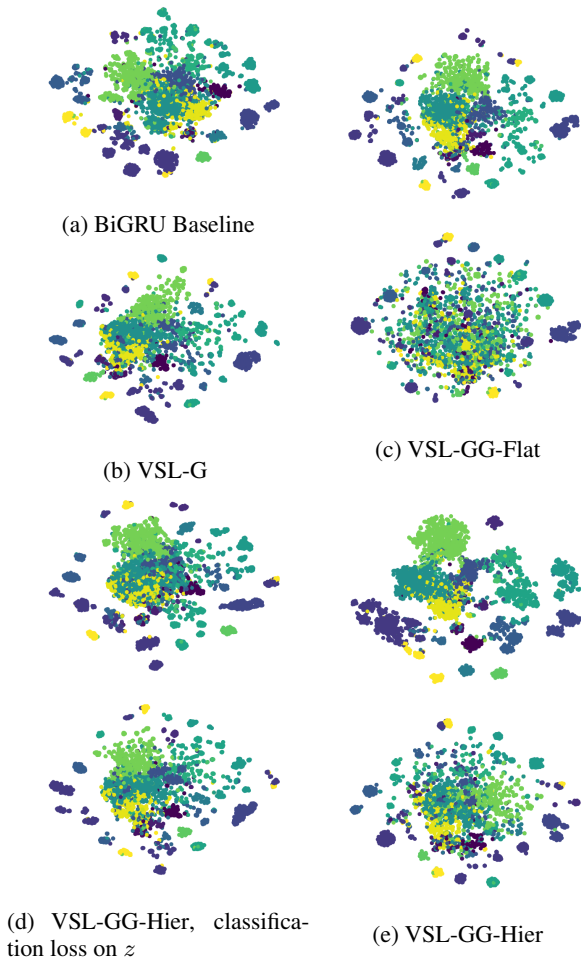 (a) BiGRU Baseline
(b) VSL-G
(c) VSL-GG-Flat
(d) VSL-GG-Hier, classifica-
tion loss on z
(e) VSL-GG-Hier